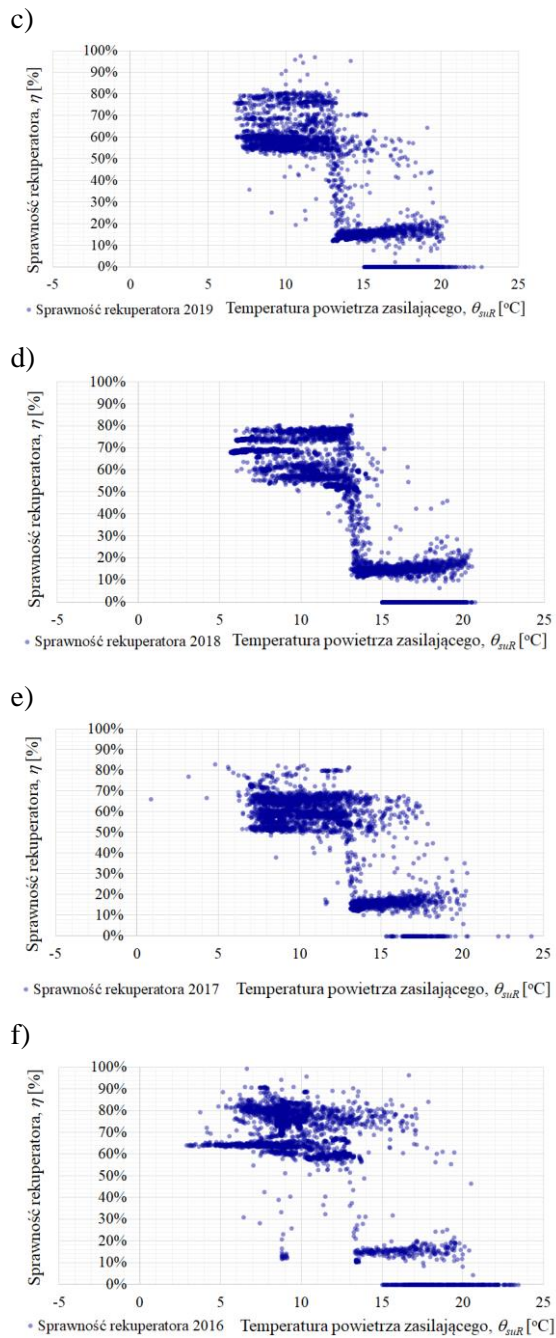 c)
100%
90%
80%
70%
60%
50%
40%
30%
20%
10%
0%
Sprawność rekuperatora, η [%]
-5 0 5 10 15 20 25
Sprawność rekuperatora 2019 Temperatura powietrza zasilającego, θsuR [°C]
d)
100%
90%
80%
70%
60%
50%
40%
30%
20%
10%
0%
Sprawność rekuperatora, η [%]
-5 0 5 10 15 20 25
Sprawność rekuperatora 2018 Temperatura powietrza zasilającego, θsuR [°C]
e)
100%
90%
80%
70%
60%
50%
40%
30%
20%
10%
0%
Sprawność rekuperatora, η [%]
-5 0 5 10 15 20 25
Sprawność rekuperatora 2017 Temperatura powietrza zasilającego, θsuR [°C]
f)
100%
90%
80%
70%
60%
50%
40%
30%
20%
10%
0%
Sprawność rekuperatora, η [%]
-5 0 5 10 15 20 25
Sprawność rekuperatora 2016 Temperatura powietrza zasilającego, θsuR [°C]